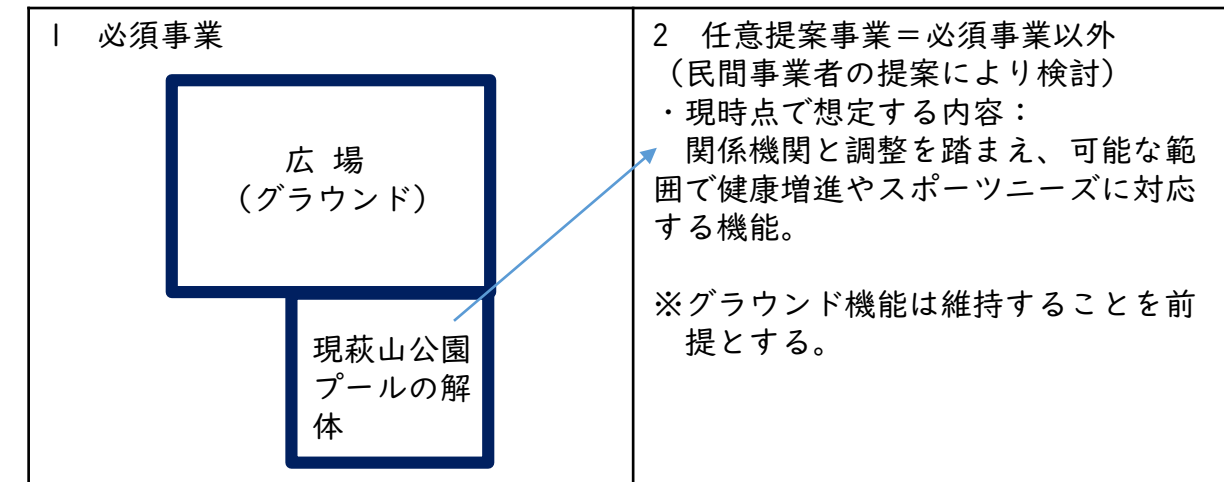 1　必須事業
広 場
(グラウンド)
現萩山公園
プールの解
体
2　任意提案事業＝必須事業以外
（民間事業者の提案により検討）
・現時点で想定する内容：
　関係機関と調整を踏まえ、可能な範
囲で健康増進やスポーツニーズに対応
する機能。
※グラウンド機能は維持することを前
提とする。